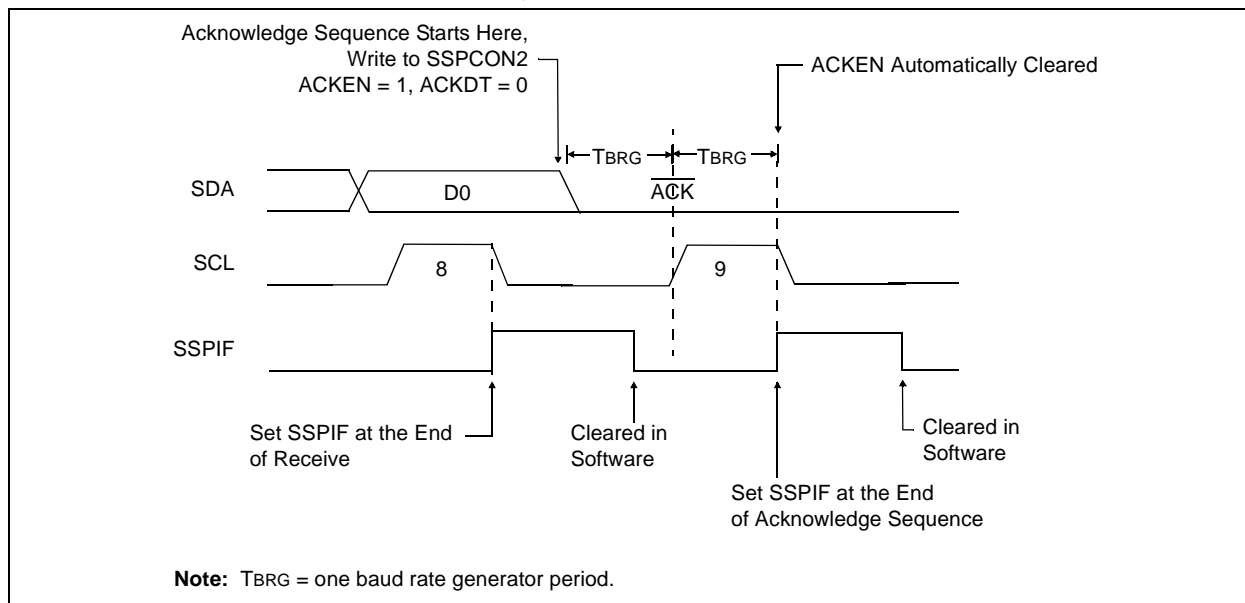 Acknowledge Sequence Starts Here,
Write to SSPCON2
ACKEN = 1, ACKDT = 0
ACKEN Automatically Cleared
TBRG
TBRG
SDA
D0
ACK
SCL
8
9
SSPIF
Set SSPIF at the End
of Receive
Cleared in
Software
Cleared in
Software
Set SSPIF at the End
of Acknowledge Sequence
Note: TBRG = one baud rate generator period.